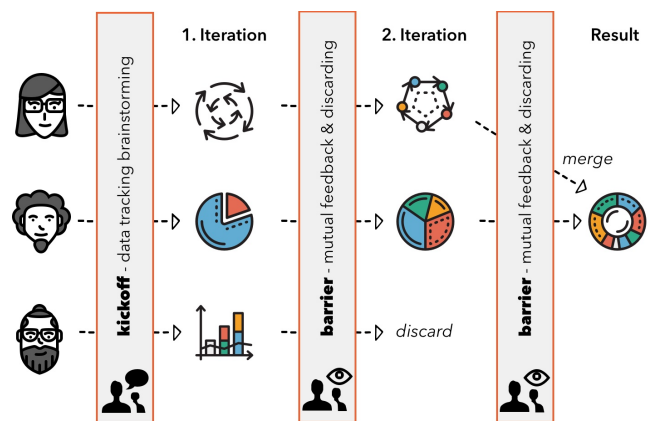 1. Iteration
2. Iteration
Result
kickoff - data tracking brainstorming
barrier - mutual feedback & discarding
barrier - mutual feedback & discarding
merge
discard